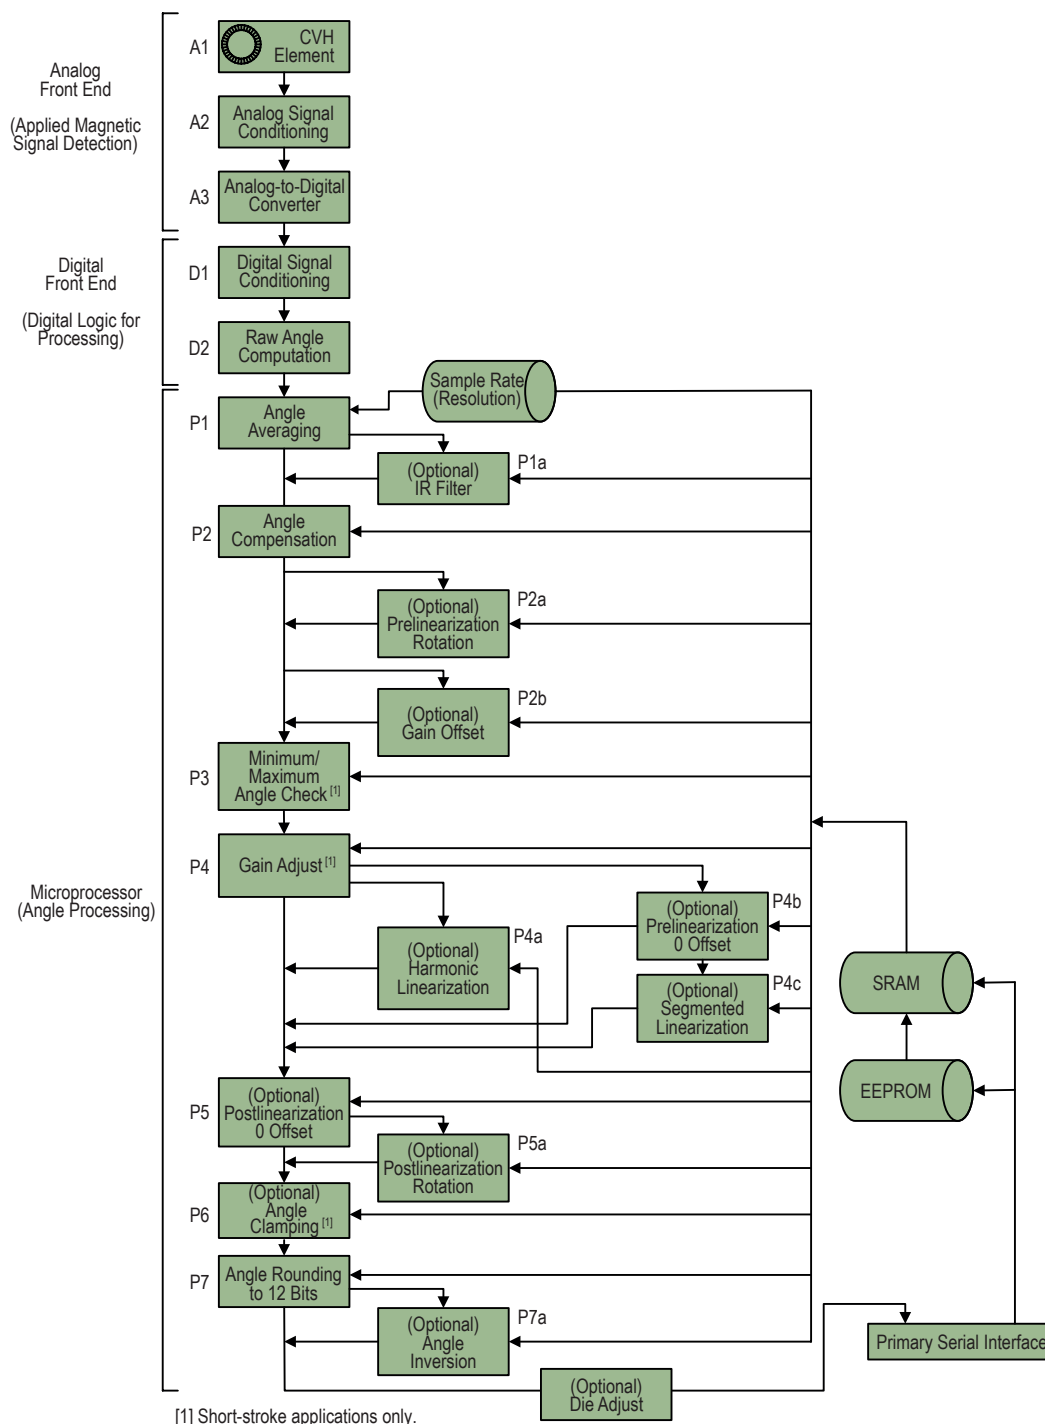 Analog
Front End
(Applied Magnetic
Signal Detection)
A1
CVH
Element
A2
Analog Signal
Conditioning
A3
Analog-to-Digital
Converter
Digital
Front End
(Digital Logic for
Processing)
D1
Digital Signal
Conditioning
D2
Raw Angle
Computation
Sample Rate
(Resolution)
P1
Angle
Averaging
P1a
(Optional)
IR Filter
P2
Angle
Compensation
P2a
(Optional)
Prelinearization
Rotation
P2b
(Optional)
Gain Offset
P3
Minimum/
Maximum
Angle Check [1]
Microprocessor
(Angle Processing)
P4
Gain Adjust [1]
P4b
(Optional)
Prelinearization
0 Offset
P4a
(Optional)
Harmonic
Linearization
P4c
(Optional)
Segmented
Linearization
SRAM
EEPROM
P5
(Optional)
Postlinearization
0 Offset
P5a
(Optional)
Postlinearization
Rotation
P6
(Optional)
Angle
Clamping [1]
P7
Angle Rounding
to 12 Bits
P7a
(Optional)
Angle
Inversion
Primary Serial Interface
(Optional)
Die Adjust
[1] Short-stroke applications only.